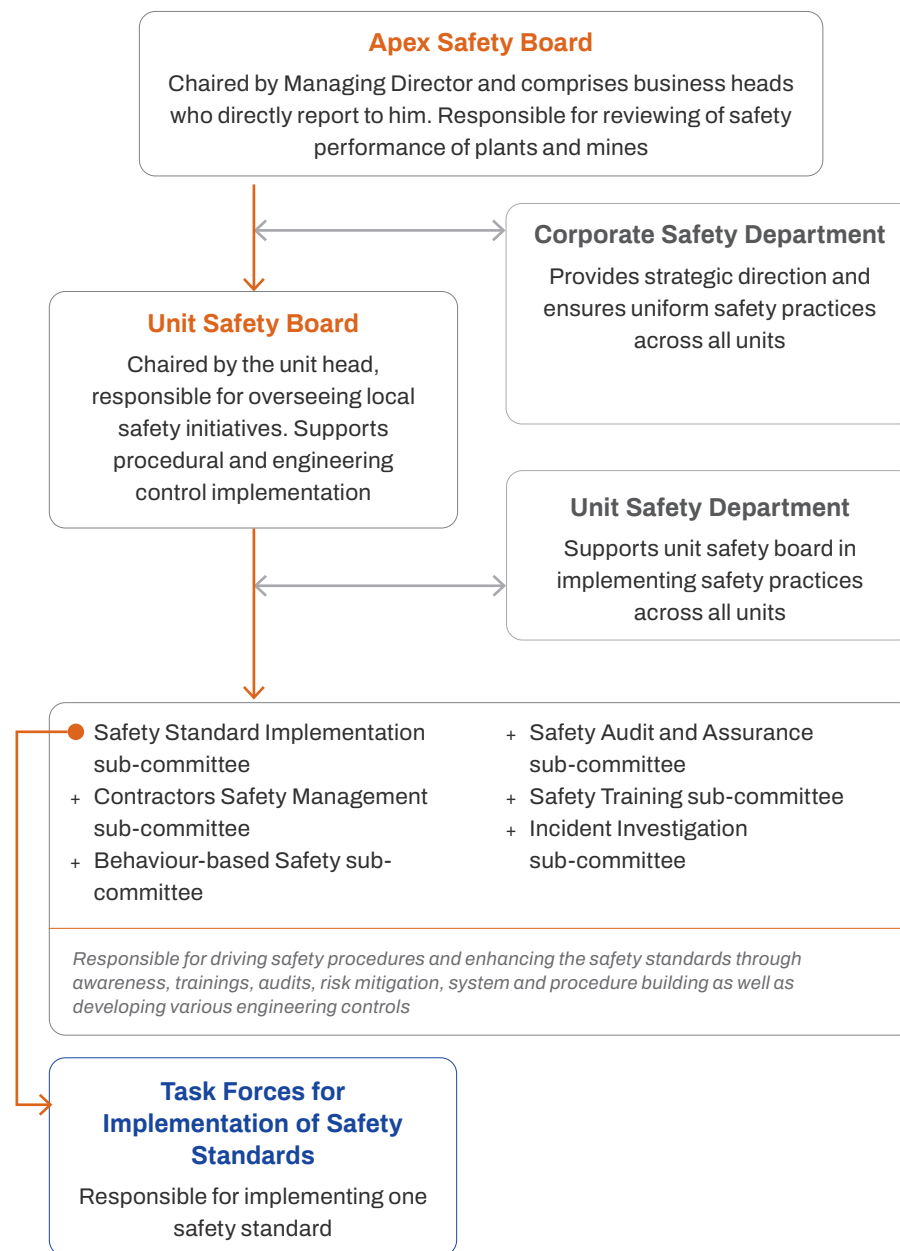 Apex Safety Board
Chaired by Managing Director and comprises business heads
who directly report to him. Responsible for reviewing of safety
performance of plants and mines
Corporate Safety Department
Provides strategic direction and
ensures uniform safety practices
across all units
Unit Safety Board
Chaired by the unit head,
responsible for overseeing local
safety initiatives. Supports
procedural and engineering
control implementation
Unit Safety Department
Supports unit safety board in
implementing safety practices
across all units
Safety Standard Implementation
sub-committee
+ Contractors Safety Management
sub-committee
+ Behaviour-based Safety sub-
committee
+ Safety Audit and Assurance
sub-committee
+ Safety Training sub-committee
+ Incident Investigation
sub-committee
Responsible for driving safety procedures and enhancing the safety standards through
awareness, trainings, audits, risk mitigation, system and procedure building as well as
developing various engineering controls
Task Forces for
Implementation of Safety
Standards
Responsible for implementing one
safety standard